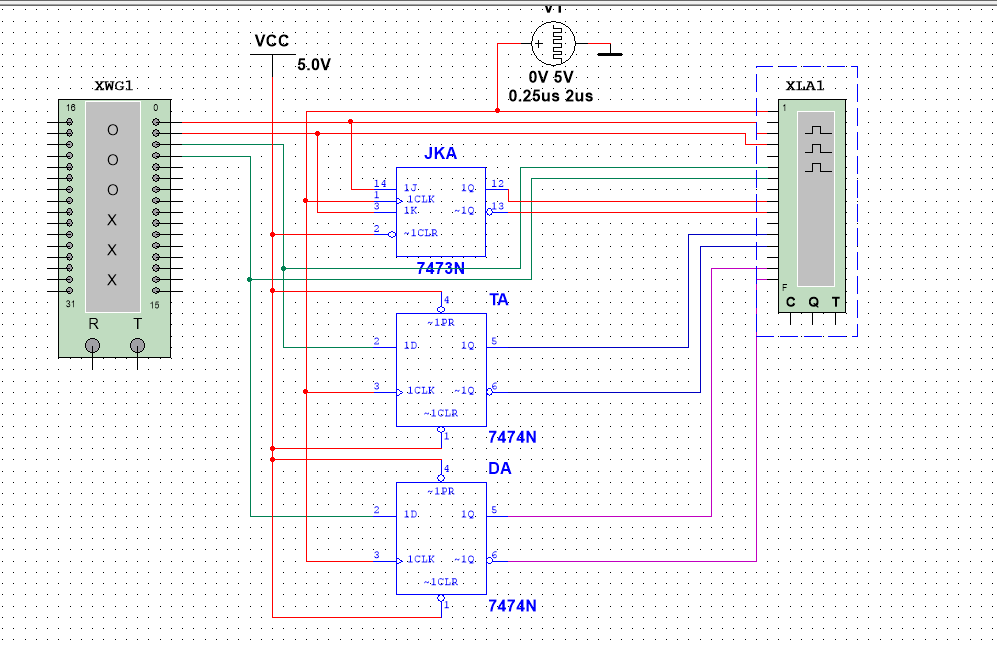 V1
VCC
5.0V
0V 5V
0.25us 2us
XWG1
16
0
O
O
O
X
X
X
31
15
R
T
XLA1
1
F
C Q T
JKA
14
1J
1Q
12
1
1CLK
3
1K
~1Q
13
2
~1CLR
7473N
TA
4
~1PR
2
1D
1Q
5
3
1CLK
~1Q
6
~1CLR
1
7474N
DA
4
~1PR
2
1D
1Q
5
3
1CLK
~1Q
6
~1CLR
1
7474N